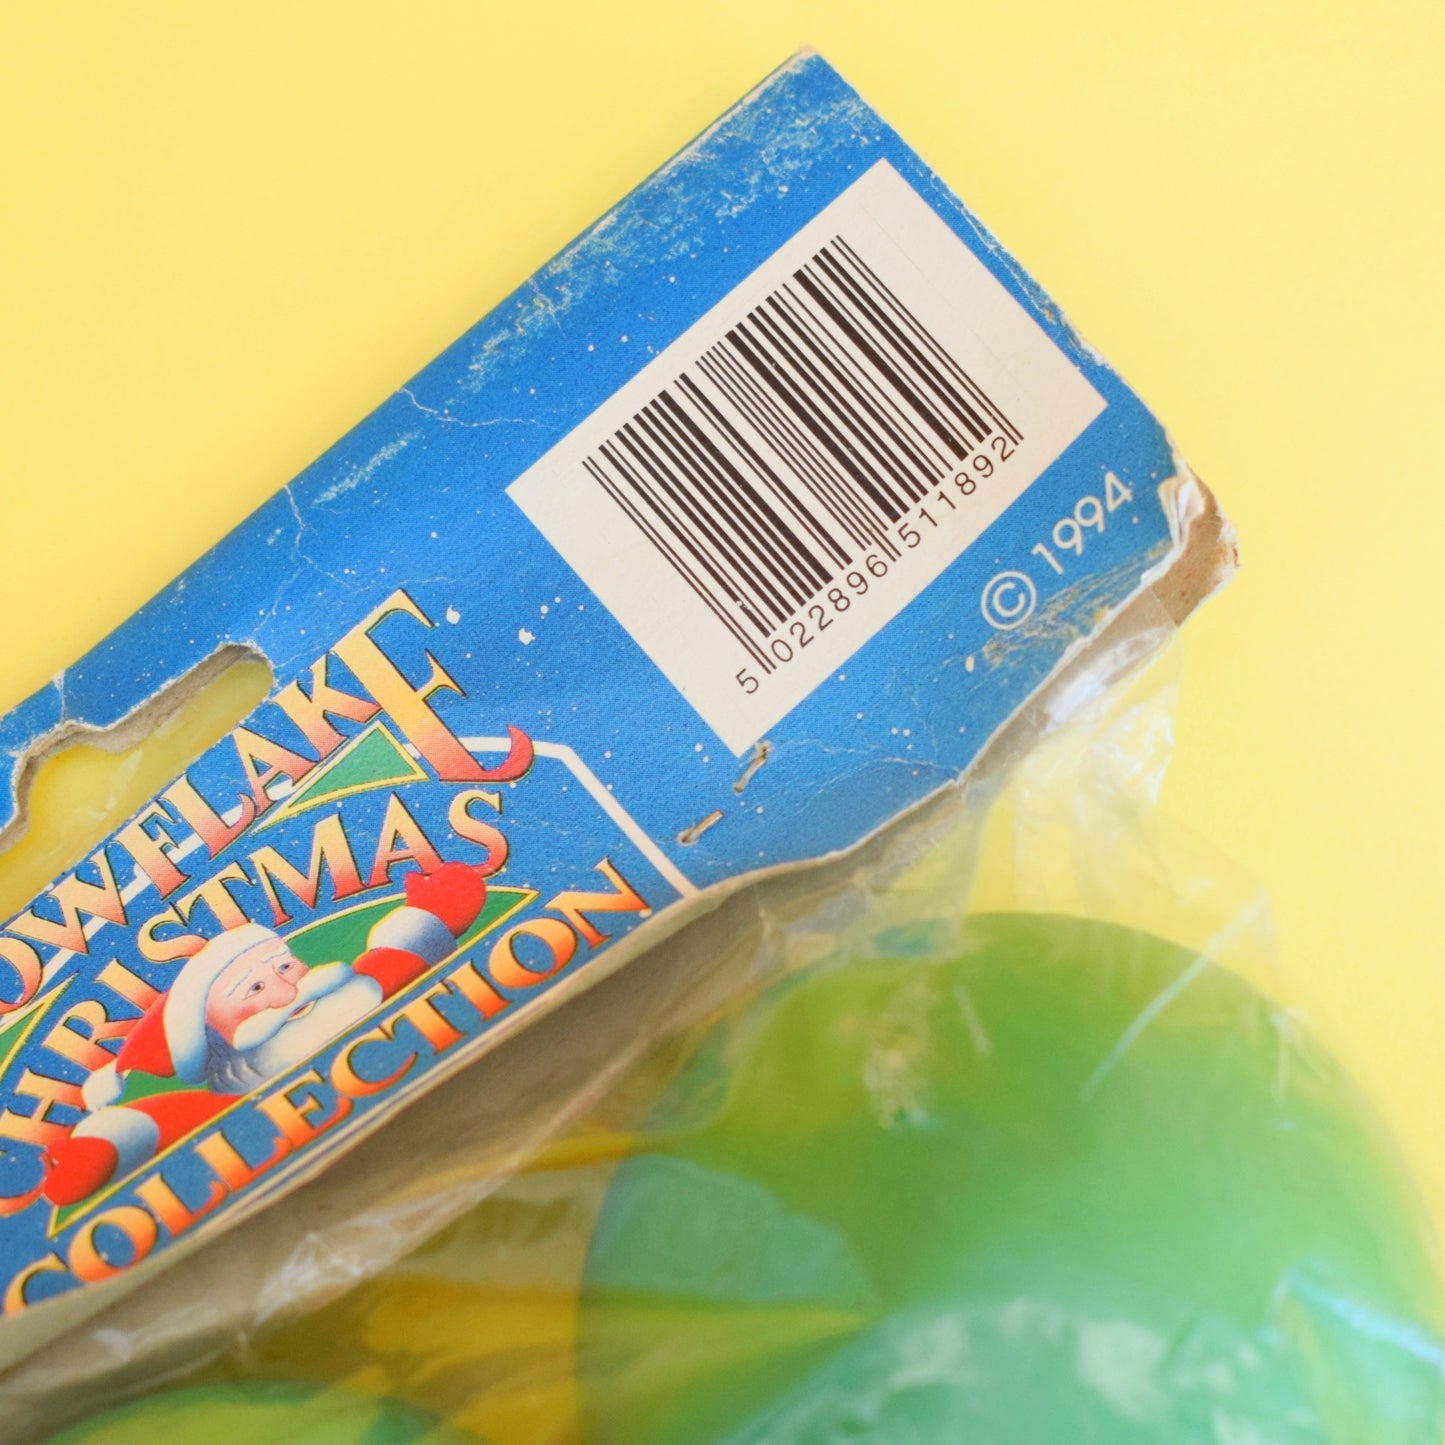 OWFLAKE
CHRISTMAS
COLLECTION
5 022896 511892
© 1994